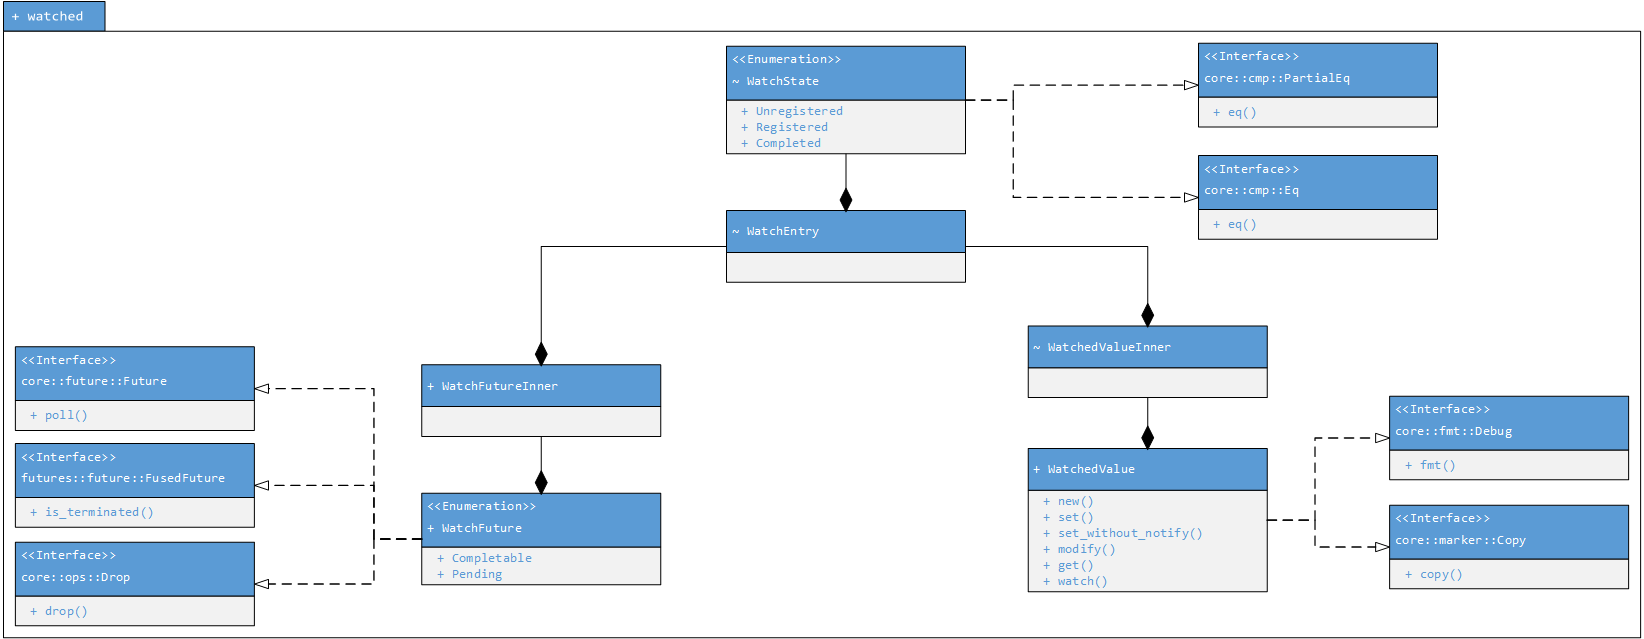 + watched
<<Enumeration>>
~ WatchState
+ Unregistered
+ Registered
+ Completed
<<Interface>>
core::cmp::PartialEq
+ eq()
<<Interface>>
core::cmp::Eq
+ eq()
~ WatchEntry
~ WatchedValueInner
<<Interface>>
core::future::Future
+ poll()
+ WatchFutureInner
<<Interface>>
futures::future::FusedFuture
+ is_terminated()
<<Interface>>
core::ops::Drop
+ drop()
<<Enumeration>>
+ WatchFuture
+ Completable
+ Pending
+ WatchedValue
+ new()
+ set()
+ set_without_notify()
+ modify()
+ get()
+ watch()
<<Interface>>
core::fmt::Debug
+ fmt()
<<Interface>>
core::marker::Copy
+ copy()